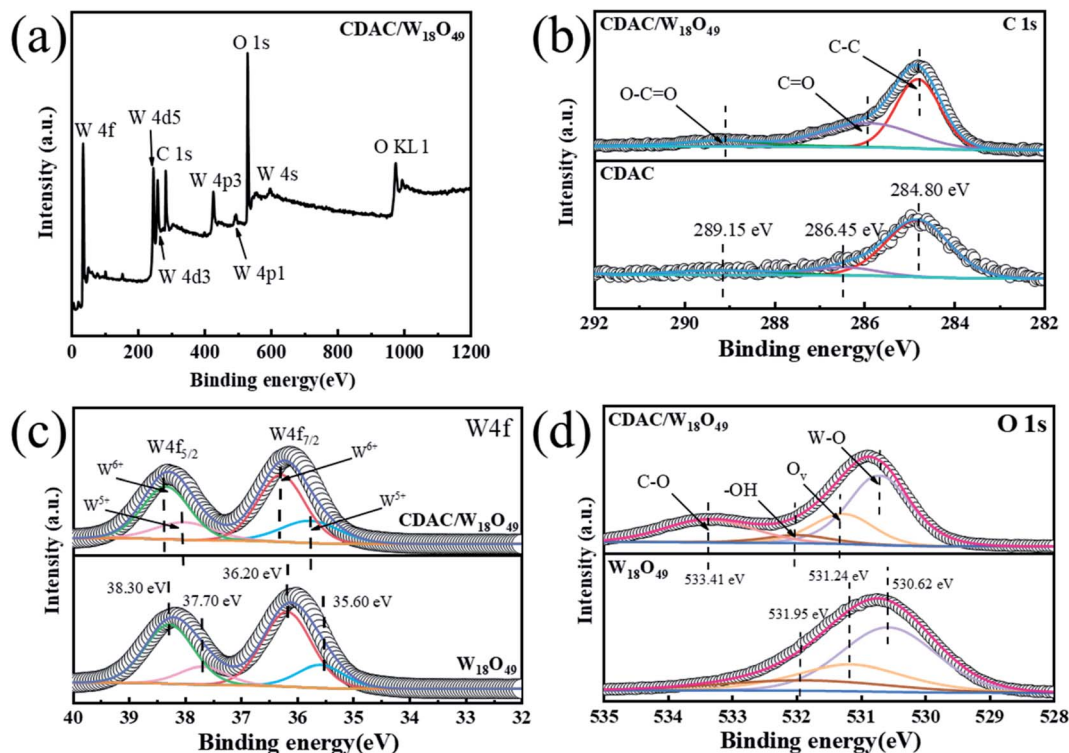 (a)
CDAC/W₁₈O₄₉
O 1s
W 4f
W 4d5
C 1s
W 4d3
W 4p3
W 4p1
W 4s
O KL1
Intensity (a.u.)
0 200 400 600 800 1000 1200
Binding energy(eV)
(b)
CDAC/W₁₈O₄₉
C 1s
C-C
C=O
O-C=O
CDAC
284.80 eV
289.15 eV
286.45 eV
Intensity (a.u.)
292 290 288 286 284 282
Binding energy(eV)
(c)
W4f
W4f₅/₂
W4f₇/₂
W⁶⁺
W⁶⁺
W⁵⁺
W⁵⁺
CDAC/W₁₈O₄₉
36.20 eV
38.30 eV
37.70 eV
35.60 eV
W₁₈O₄₉
Intensity (a.u.)
40 39 38 37 36 35 34 33 32
Binding energy(eV)
(d)
CDAC/W₁₈O₄₉
O 1s
W-O
Oᵥ
-OH
C-O
W₁₈O₄₉
533.41 eV
531.24 eV
530.62 eV
531.95 eV
Intensity (a.u.)
535 534 533 532 531 530 529 528
Binding energy(eV)